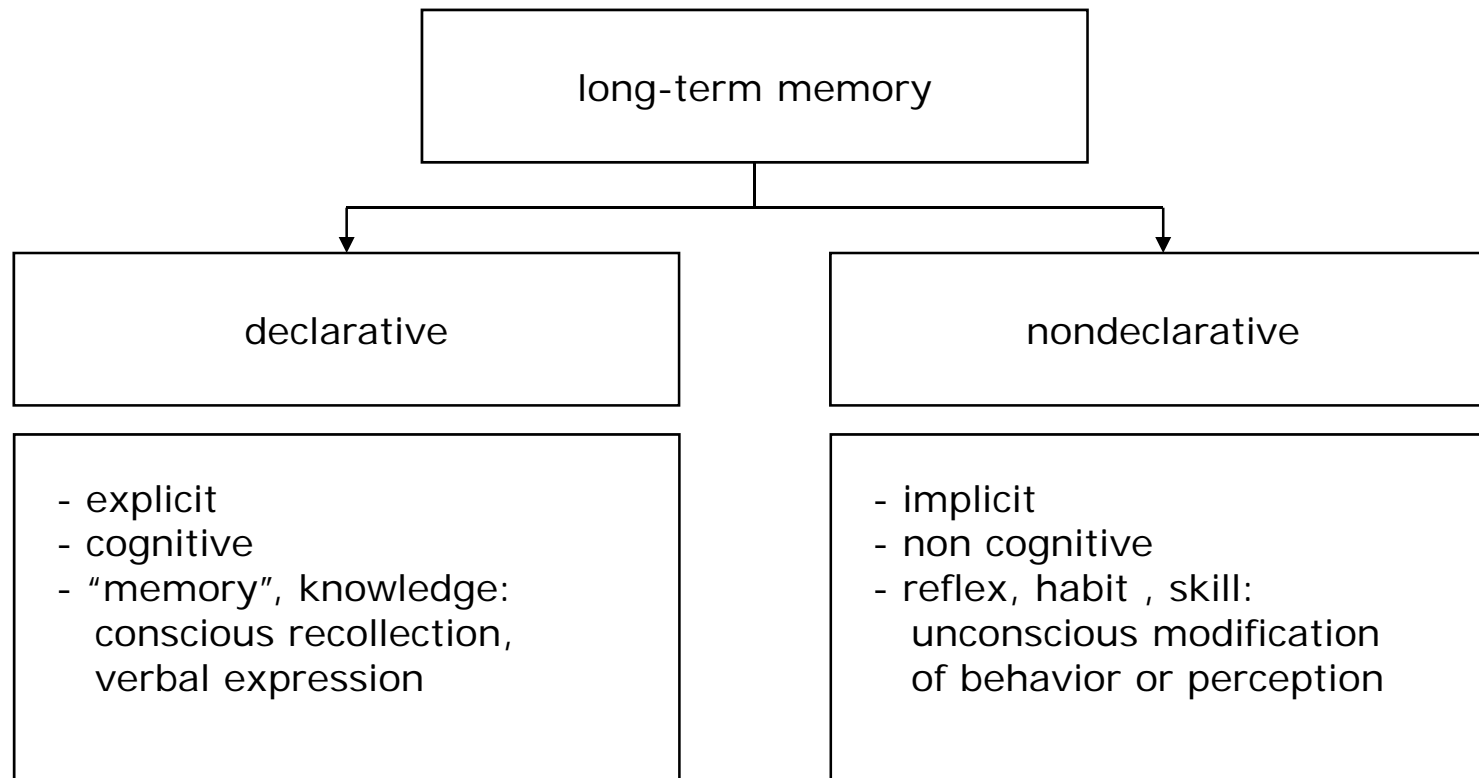 long-term memory
declarative
nondeclarative
- explicit
- cognitive
- “memory”, knowledge:
conscious recollection,
verbal expression
- implicit
- non cognitive
- reflex, habit , skill:
unconscious modification
of behavior or perception